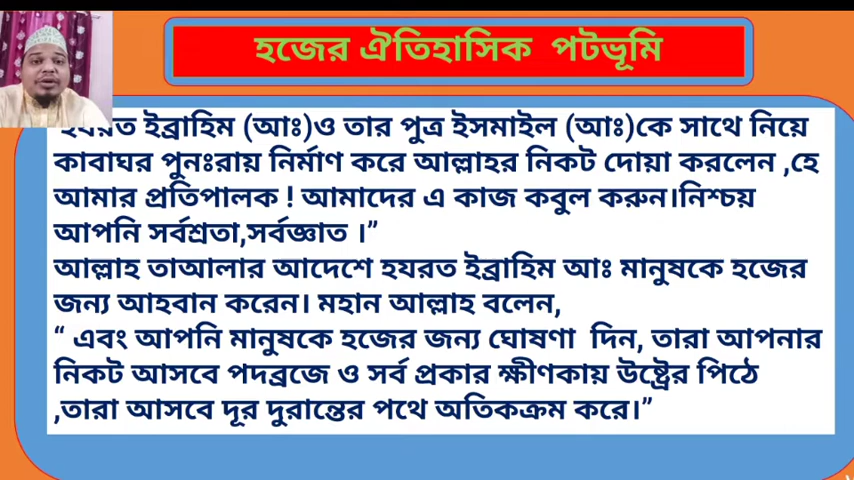 হজের ঐতিহাসিক পটভূমি
হযরত ইব্রাহিম (আঃ)ও তার পুত্র ইসমাইল (আঃ)কে সাথে নিয়ে
কাবাঘর পুনঃরায় নির্মাণ করে আল্লাহর নিকট দোয়া করলেন ,হে
আমার প্রতিপালক ! আমাদের এ কাজ কবুল করুন।নিশ্চয়
আপনি সর্বশ্রতা,সর্বজ্ঞাত ।”
আল্লাহ তাআলার আদেশে হযরত ইব্রাহিম আঃ মানুষকে হজের
জন্য আহবান করেন। মহান আল্লাহ বলেন,
“ এবং আপনি মানুষকে হজের জন্য ঘোষণা দিন, তারা আপনার
নিকট আসবে পদব্রজে ও সর্ব প্রকার ক্ষীণকায় উষ্ট্রের পিঠে
,তারা আসবে দূর দুরান্তের পথে অতিকক্রম করে।”